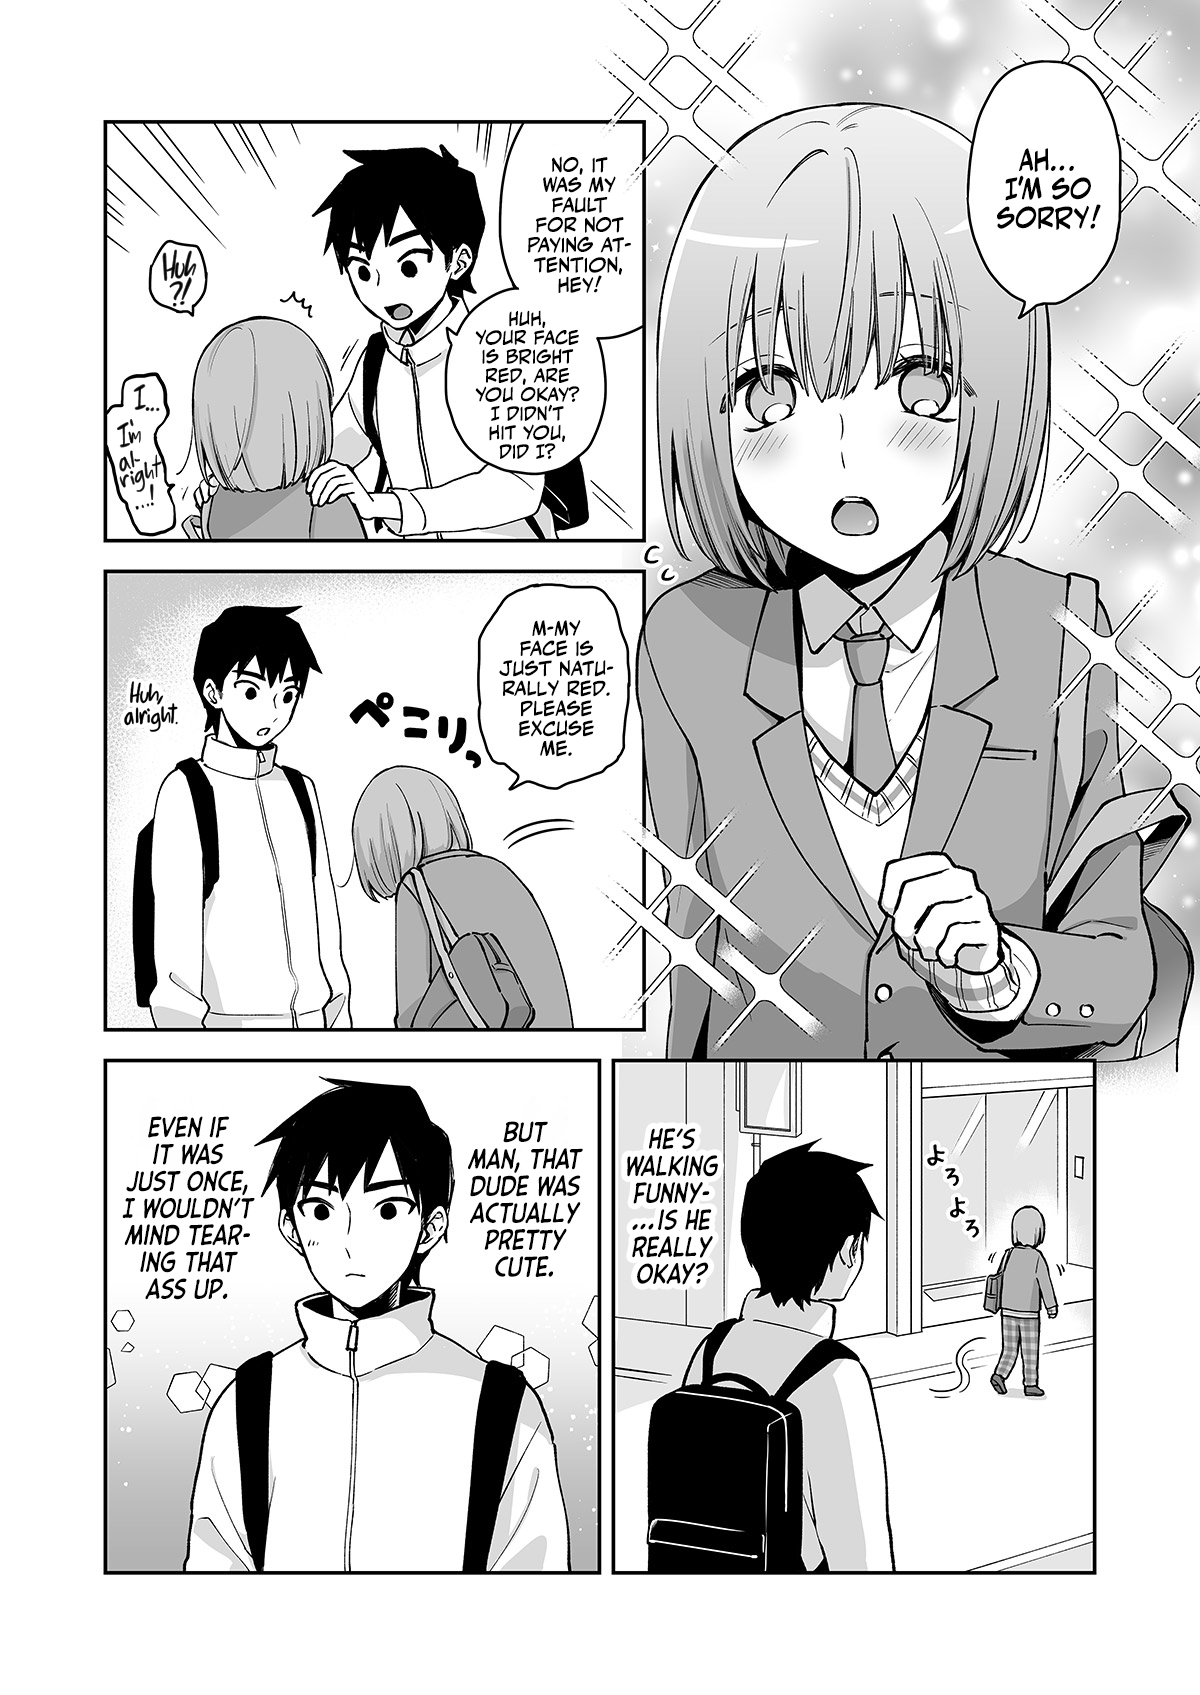 AH...
I'M SO
SORRY!
NO, IT
WAS MY
FAULT
FOR NOT
PAYING AT-
TENTION,
HEY!
HUH,
YOUR FACE
IS BRIGHT
RED, ARE
YOU OKAY?
I DIDN'T
HIT YOU,
DID I?
Huh
?!
I...
I'm
al-
right
...!
M-MY
FACE IS
JUST NATU-
RALLY RED.
PLEASE
EXCUSE
ME.
ペこリっ
Huh,
alright.
HE'S
WALKING
FUNNY-
...IS HE
REALLY
OKAY?
よろ
よろ
BUT
MAN, THAT
DUDE WAS
ACTUALLY
PRETTY
CUTE.
EVEN IF
IT WAS
JUST ONCE,
I WOULDN'T
MIND TEAR-
ING THAT
ASS UP.